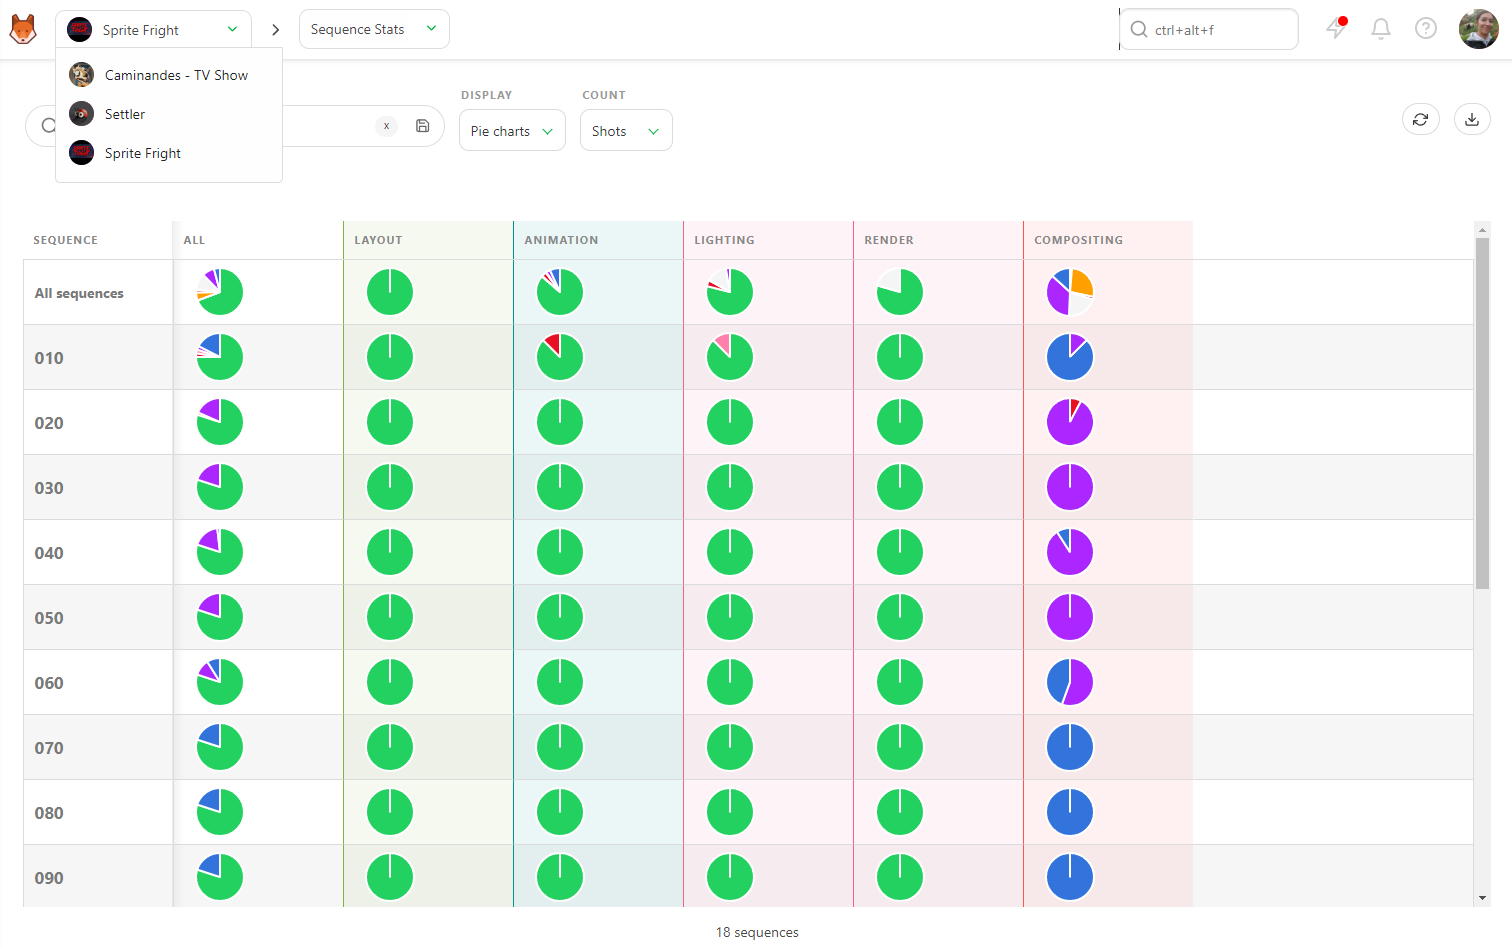 Sprite Fright
Sequence Stats
ctrl+alt+f
Caminandes - TV Show
Settler
Sprite Fright
x
DISPLAY
Pie charts
COUNT
Shots
SEQUENCE ALL LAYOUT ANIMATION LIGHTING RENDER COMPOSITING
All sequences
010
020
030
040
050
060
070
080
090
18 sequences